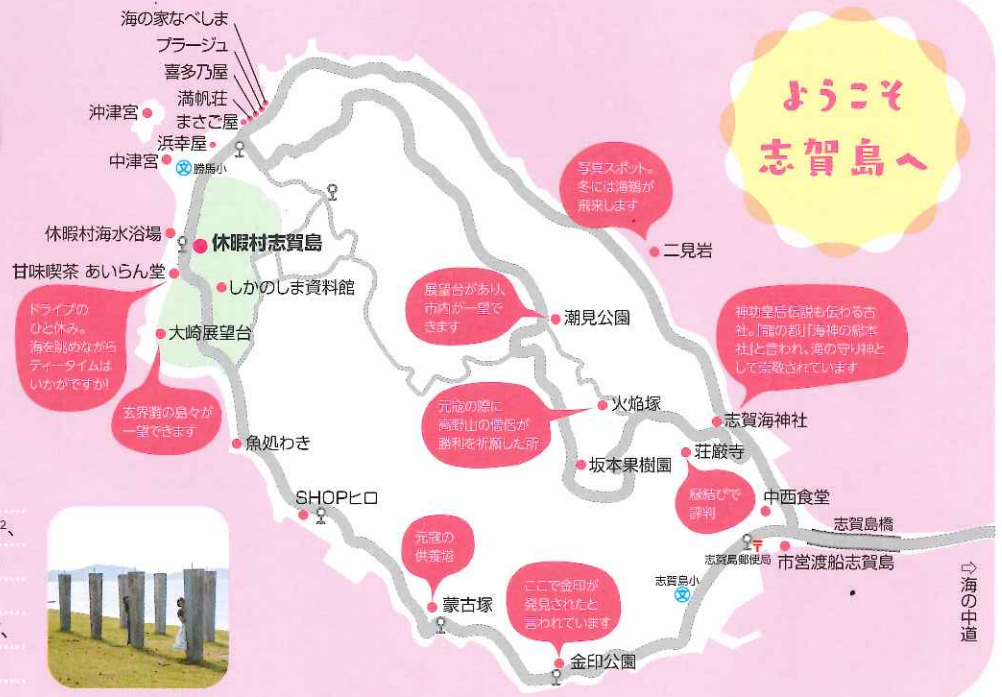 海の家なべしま
プラージュ
喜多乃屋
満帆荘
まさご屋
浜幸屋
沖津宮
中津宮
勝馬小
休暇村海水浴場
休暇村志賀島
甘味喫茶 あいらん堂
しかのしま資料館
ドライブの
ひと休み。
海を眺めながら
ティータイムは
いかがですか!
大崎展望台
玄界灘の島々が
一望できます
魚処わき
SHOPヒロ
ようこそ
志賀島へ
写真スポット。
冬には海鵜が
飛来します
二見岩
展望台があり、
市内が一望で
きます
潮見公園
神功皇后伝説も伝わる古
社。「龍の都」「海神の総本
社」と言われ、海の守り神と
して崇敬されています
志賀海神社
元寇の際に
高野山の僧侶が
勝利を祈願した所
火焔塚
坂本果樹園
荘厳寺
縁結びで
評判
中西食堂
志賀島橋
志賀島郵便局
市営渡船志賀島
志賀島小
⇨海の中道
元寇の
供養塔
蒙古塚
ここで金印が
発見されたと
言われています
金印公園
文
文
〒
2、
、